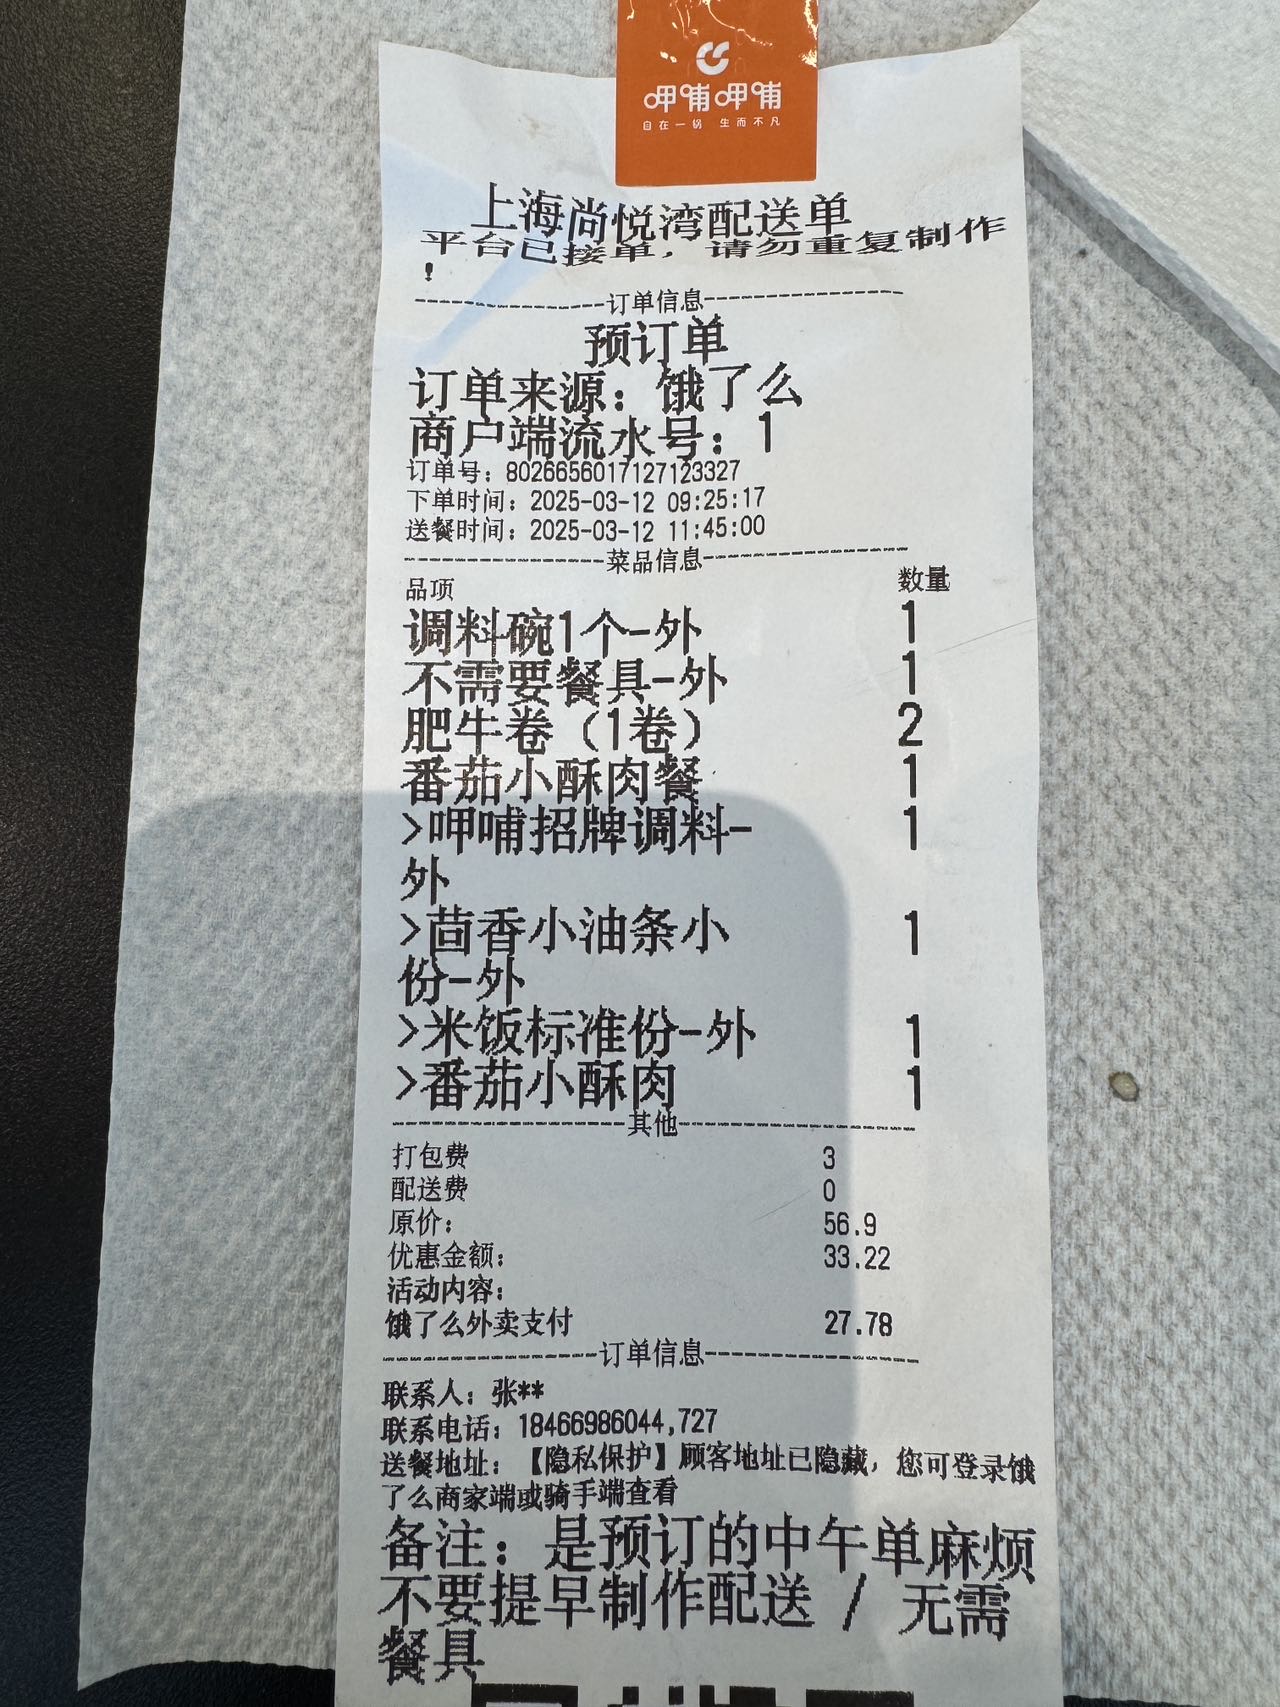 呷哺呷哺
自在一锅 生而不凡
上海尚悦湾配送单
平台已接单，请勿重复制作
！
订单信息
预订单
订单来源：饿了么
商户端流水号：1
订单号：8026656017127123327
下单时间：2025-03-12 09:25:17
送餐时间：2025-03-12 11:45:00
菜品信息
品项 数量
调料碗1个-外 1
不需要餐具-外 1
肥牛卷（1卷） 2
番茄小酥肉餐 1
>呷哺招牌调料- 1
外
>茴香小油条小 1
份-外
>米饭标准份-外 1
>番茄小酥肉 1
其他
打包费 3
配送费 0
原价： 56.9
优惠金额： 33.22
活动内容：
饿了么外卖支付 27.78
订单信息
联系人：张**
联系电话：18466986044,727
送餐地址：【隐私保护】顾客地址已隐藏，您可登录饿
了么商家端或骑手端查看
备注：是预订的中午单麻烦
不要提早制作配送 / 无需
餐具